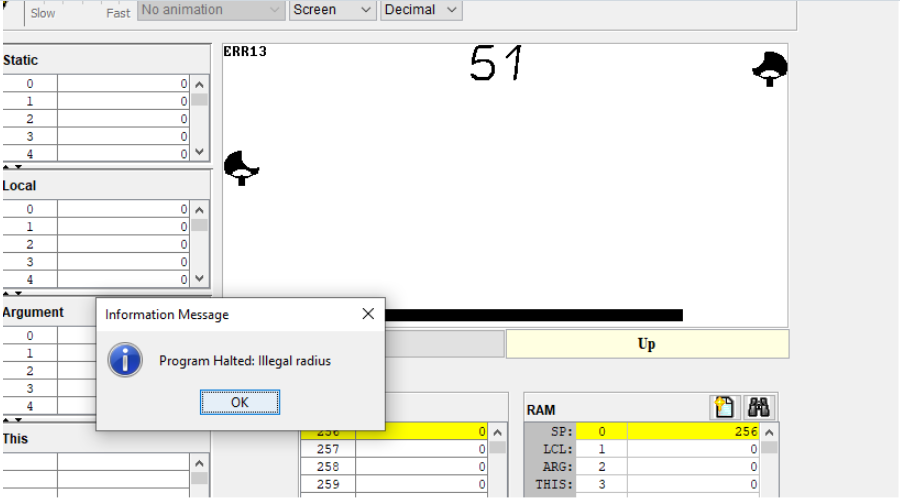 Slow Fast No animation Screen Decimal
Static
0 0
1 0
2 0
3 0
4 0
ERR13
51
Local
0 0
1 0
2 0
3 0
4 0
Argument
0
1
2
3
4
Information Message
Program Halted: Illegal radius
OK
Up
This
256 0
257 0
258 0
259 0
RAM
SP: 0 256
LCL: 1 0
ARG: 2 0
THIS: 3 0